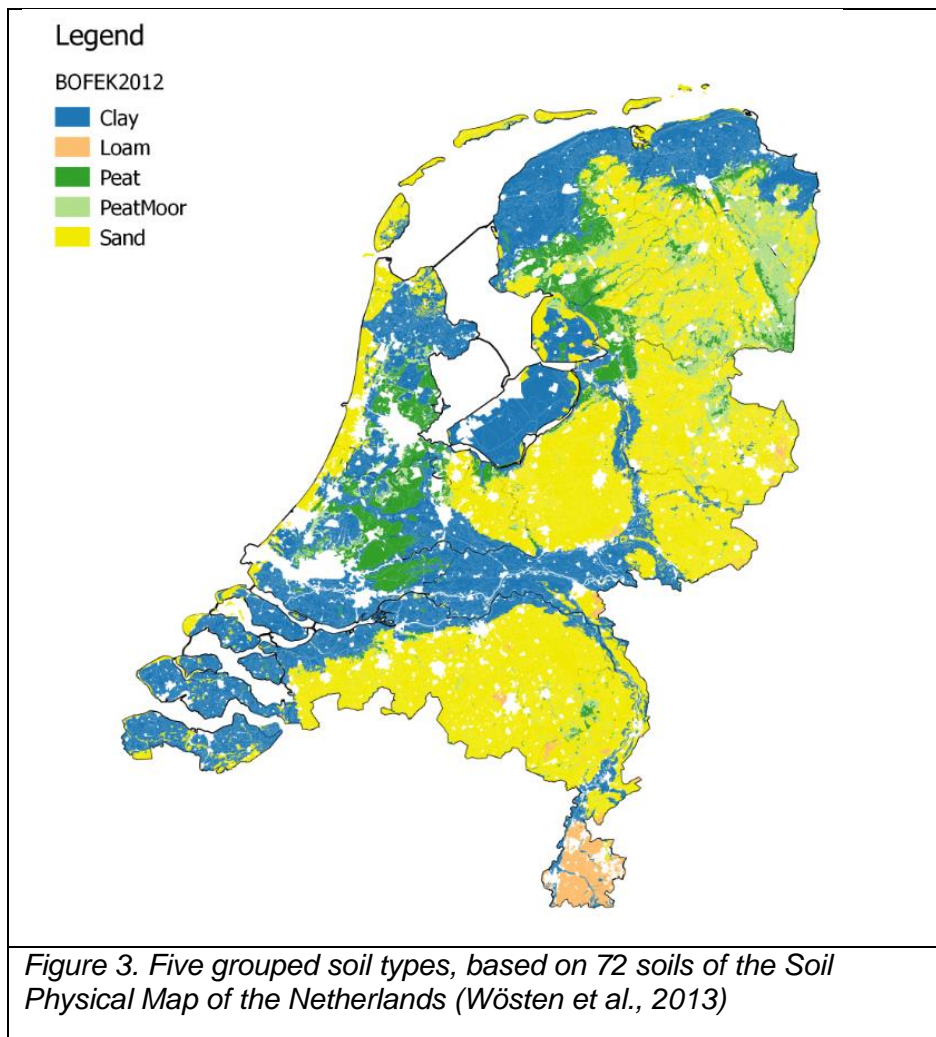 Legend
BOFEK2012
Clay
Loam
Peat
PeatMoor
Sand
Figure 3. Five grouped soil types, based on 72 soils of the Soil
Physical Map of the Netherlands (Wösten et al., 2013)